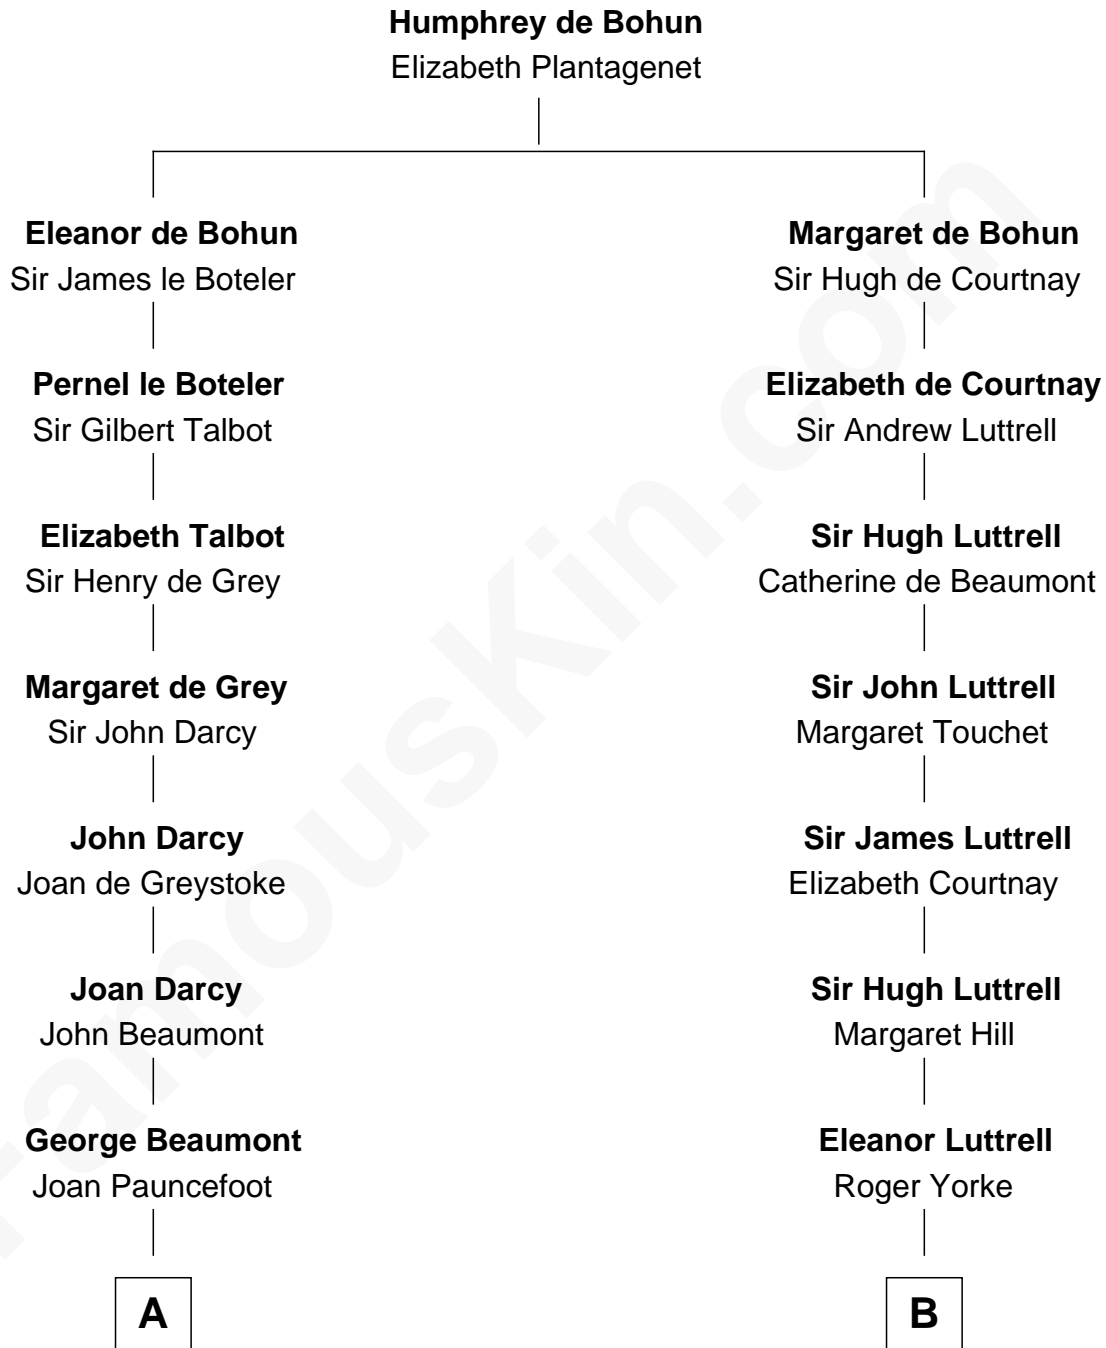 Humphrey de Bohun
Elizabeth Plantagenet
Eleanor de Bohun
Sir James le Boteler
Margaret de Bohun
Sir Hugh de Courtnay
Pernel le Boteler
Sir Gilbert Talbot
Elizabeth de Courtnay
Sir Andrew Luttrell
Elizabeth Talbot
Sir Henry de Grey
Sir Hugh Luttrell
Catherine de Beaumont
Margaret de Grey
Sir John Darcy
Sir John Luttrell
Margaret Touchet
John Darcy
Joan de Greystoke
Sir James Luttrell
Elizabeth Courtnay
Joan Darcy
John Beaumont
Sir Hugh Luttrell
Margaret Hill
George Beaumont
Joan Pauncefoot
Eleanor Luttrell
Roger Yorke
A
B
FamousKin.com